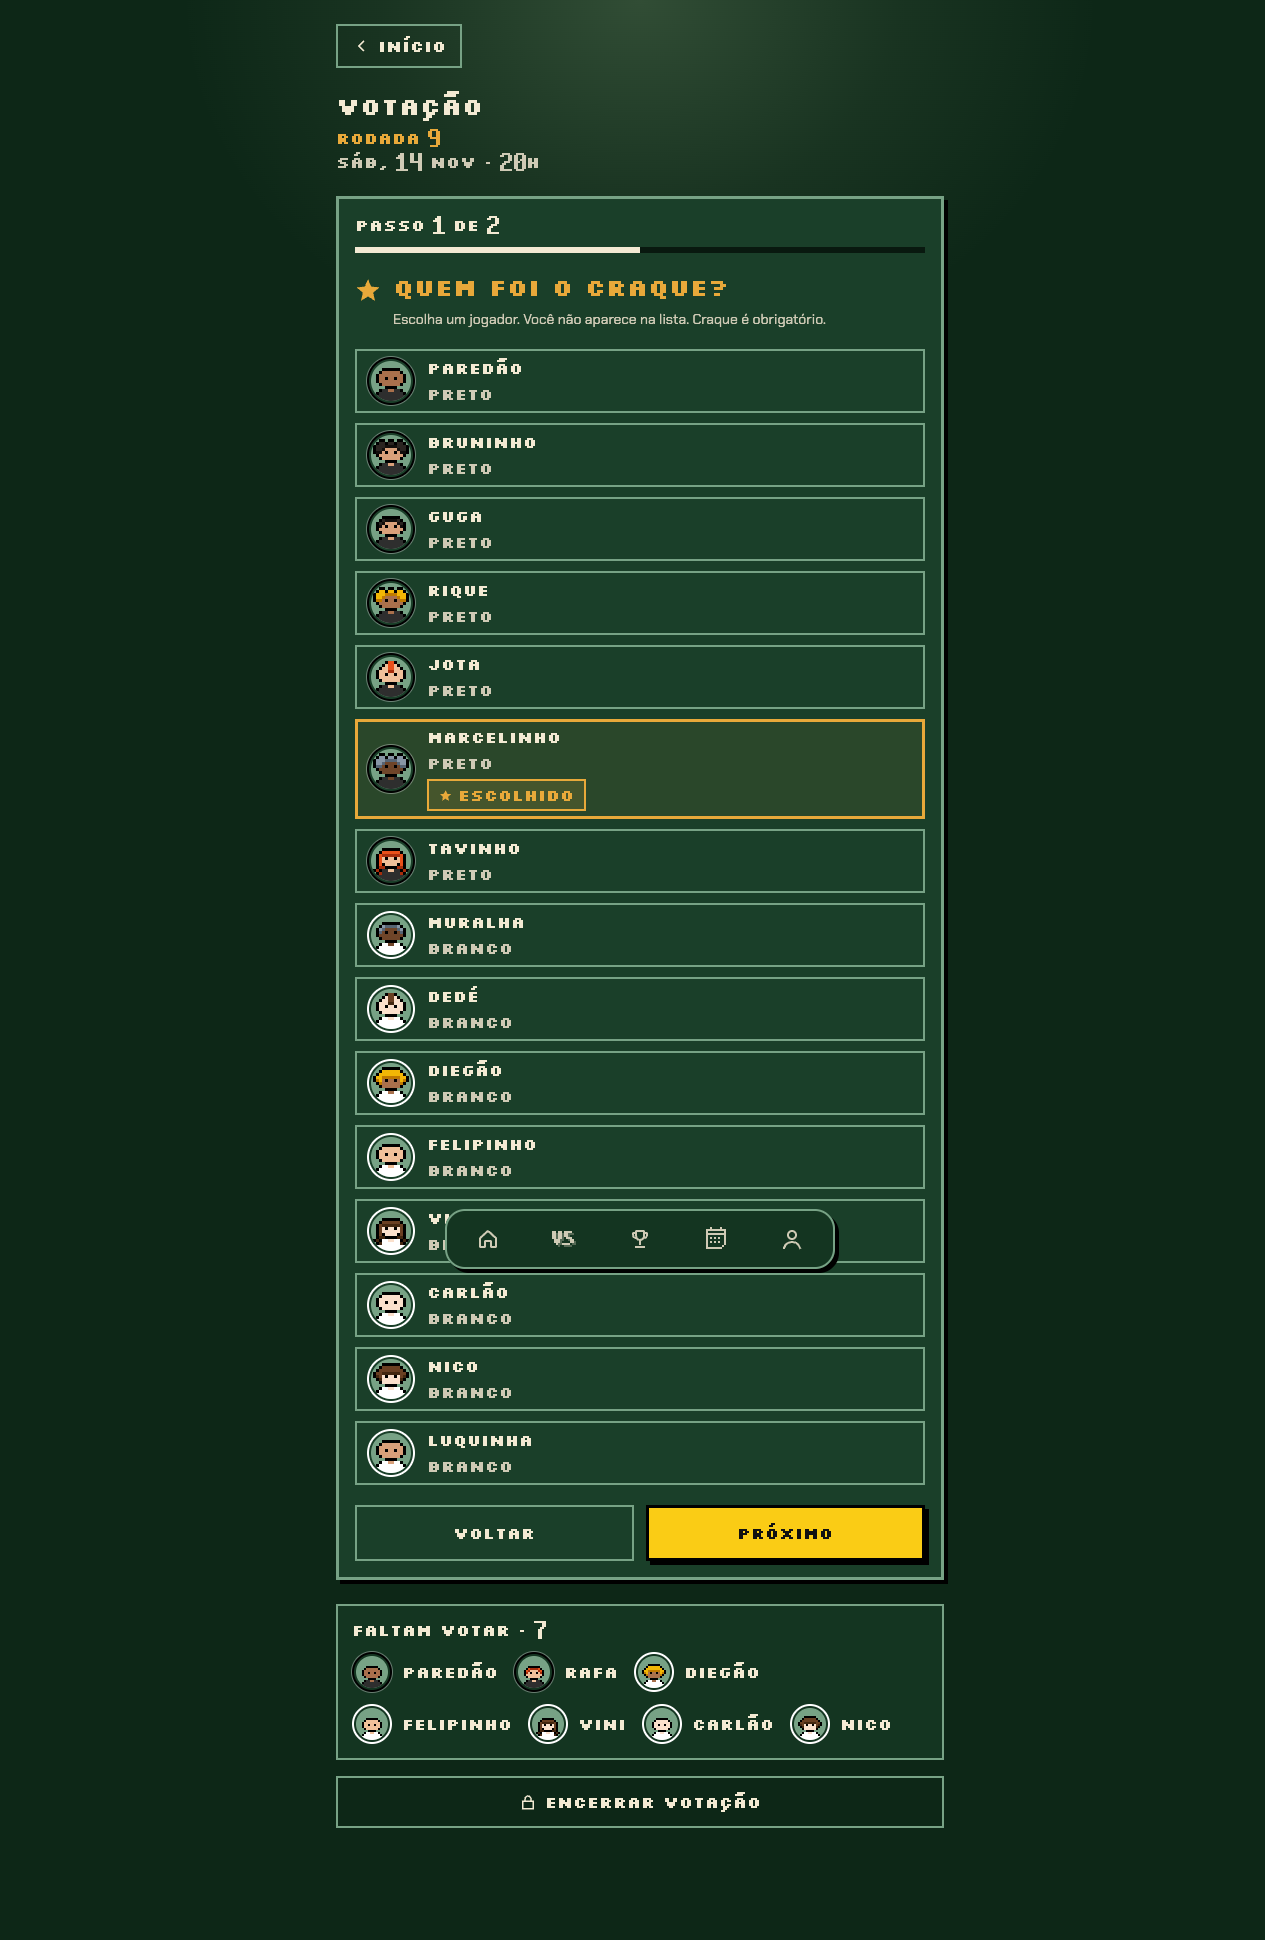 INÍCIO
VOTAÇÃO
RODADA 9
SÁB, 14 NOV · 20H
PASSO 1 DE 2
QUEM FOI O CRAQUE?
Escolha um jogador. Você não aparece na lista. Craque é obrigatório.
PAREDÃO
PRETO
BRUNINHO
PRETO
GUGA
PRETO
RIQUE
PRETO
JOTA
PRETO
MARCELINHO
PRETO
ESCOLHIDO
TAVINHO
PRETO
MURALHA
BRANCO
DEDÉ
BRANCO
DIEGÃO
BRANCO
FELIPINHO
BRANCO
VS
CARLÃO
BRANCO
NICO
BRANCO
LUQUINHA
BRANCO
VOLTAR
PRÓXIMO
FALTAM VOTAR · 7
PAREDÃO RAFA DIEGÃO
FELIPINHO VINI CARLÃO NICO
ENCERRAR VOTAÇÃO